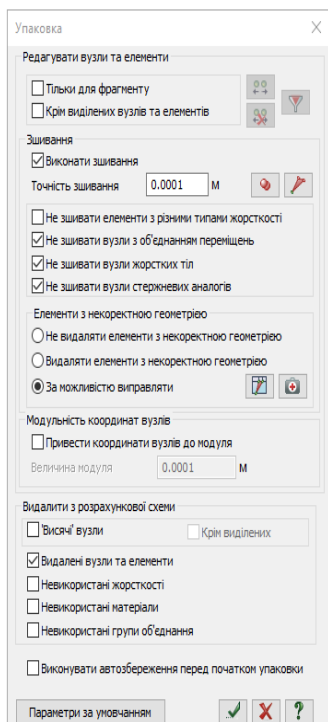 Упаковка
Редагувати вузли та елементи
Тільки для фрагменту
Крім виділених вузлів та елементів
Зшивання
Виконати зшивання
Точність зшивання 0.0001 м
Не зшивати елементи з різними типами жорсткості
Не зшивати вузли з об'єднанням переміщень
Не зшивати вузли жорстких тіл
Не зшивати вузли стержневих аналогів
Елементи з некоректною геометрією
Не видаляти елементи з некоректною геометрією
Видаляти елементи з некоректною геометрією
За можливістю виправляти
Модульність координат вузлів
Привести координати вузлів до модуля
Величина модуля 0.0001 м
Видалити з розрахункової схеми
'Висячі' вузли Крім виділених
Видалені вузли та елементи
Невикористані жорсткості
Невикористані матеріали
Невикористані групи об'єднання
Виконувати автозбереження перед початком упаковки
Параметри за умовчанням ?